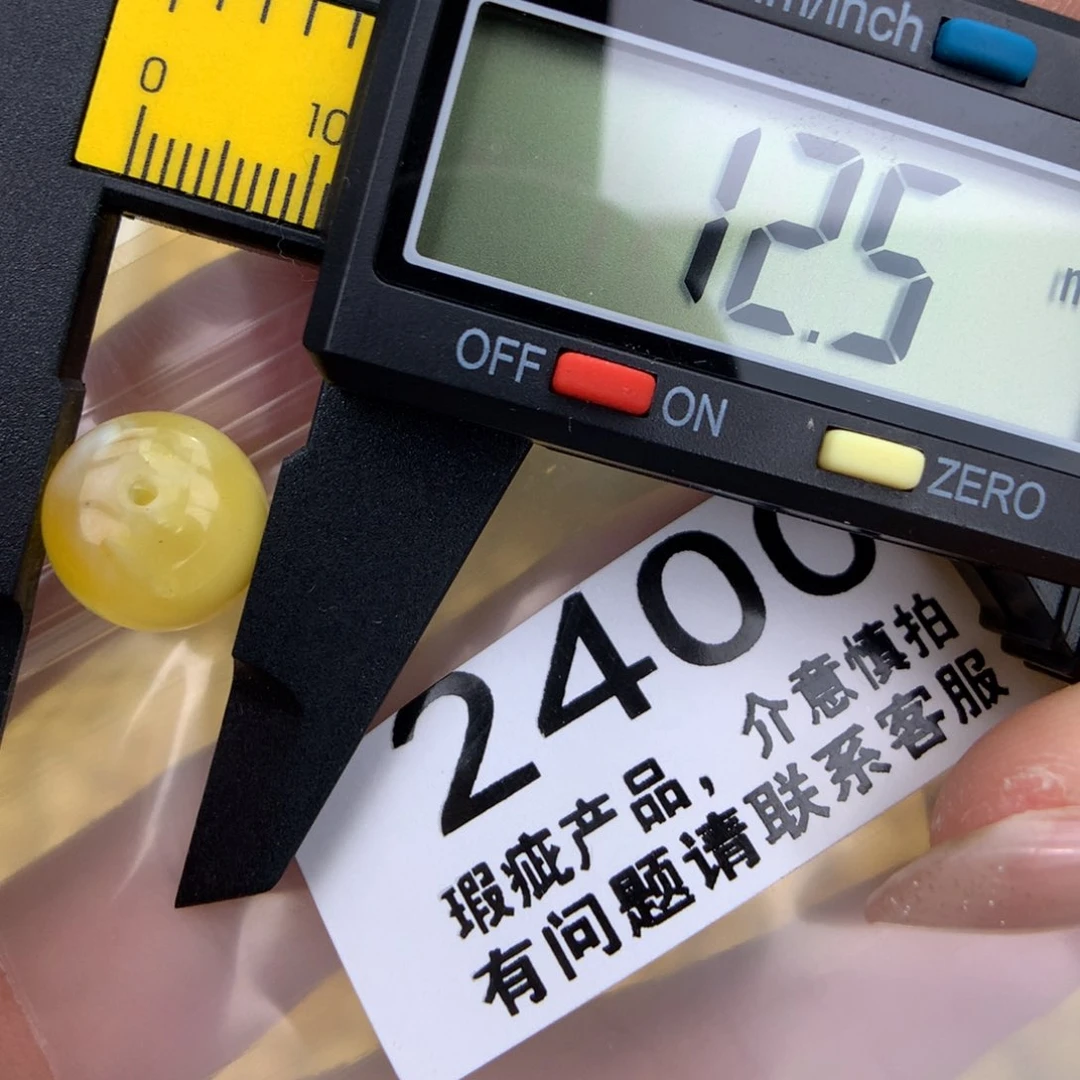 mm/inch
0
10
12.5
OFF
ON
ZERO
2400
瑕疵产品，介意慎拍
有问题请联系客服